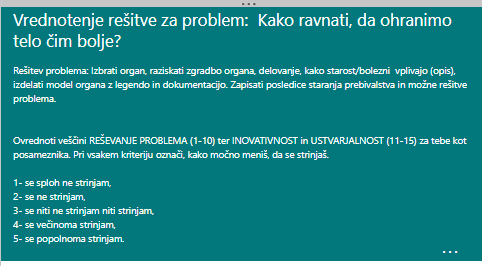 Vrednotenje rešitve za problem: Kako ravnati, da ohranimo
telo čim bolje?
Rešitev problema: Izbrati organ, raziskati zgradbo organa, delovanje, kako starost/bolezni vplivajo (opis),
izdelati model organa z legendo in dokumentacijo. Zapisati posledice staranja prebivalstva in možne rešitve
problema.
Ovrednoti veščini REŠEVANJE PROBLEMA (1-10) ter INOVATIVNOST in USTVARJALNOST (11-15) za tebe kot
posameznika. Pri vsakem kriteriju označi, kako močno meniš, da se strinjaš.
1- se sploh ne strinjam,
2- se ne strinjam,
3- se niti ne strinjam niti strinjam,
4- se večinoma strinjam,
5- se popolnoma strinjam.